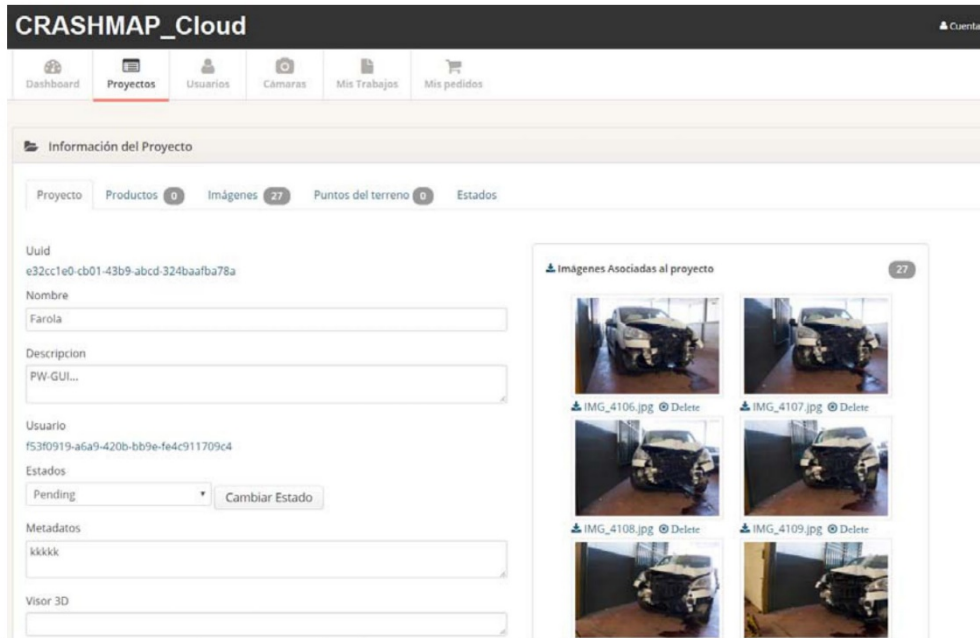 CRASHMAP_Cloud
Cuenta
Dashboard Proyectos Usuarios Cámaras Mis Trabajos Mis pedidos
Información del Proyecto
Proyecto Productos 0 Imágenes 27 Puntos del terreno 0 Estados
Uuid
e32cc1e0-cb01-43b9-abcd-324baafba78a
Nombre
Farola
Descripcion
PW-GUI...
Usuario
f53f0919-a6a9-420b-bb9e-fe4c911709c4
Estados
Pending Cambiar Estado
Metadatos
kkkkk
Visor 3D
Imágenes Asociadas al proyecto 27
IMG_4106.jpg Delete IMG_4107.jpg Delete
IMG_4108.jpg Delete IMG_4109.jpg Delete